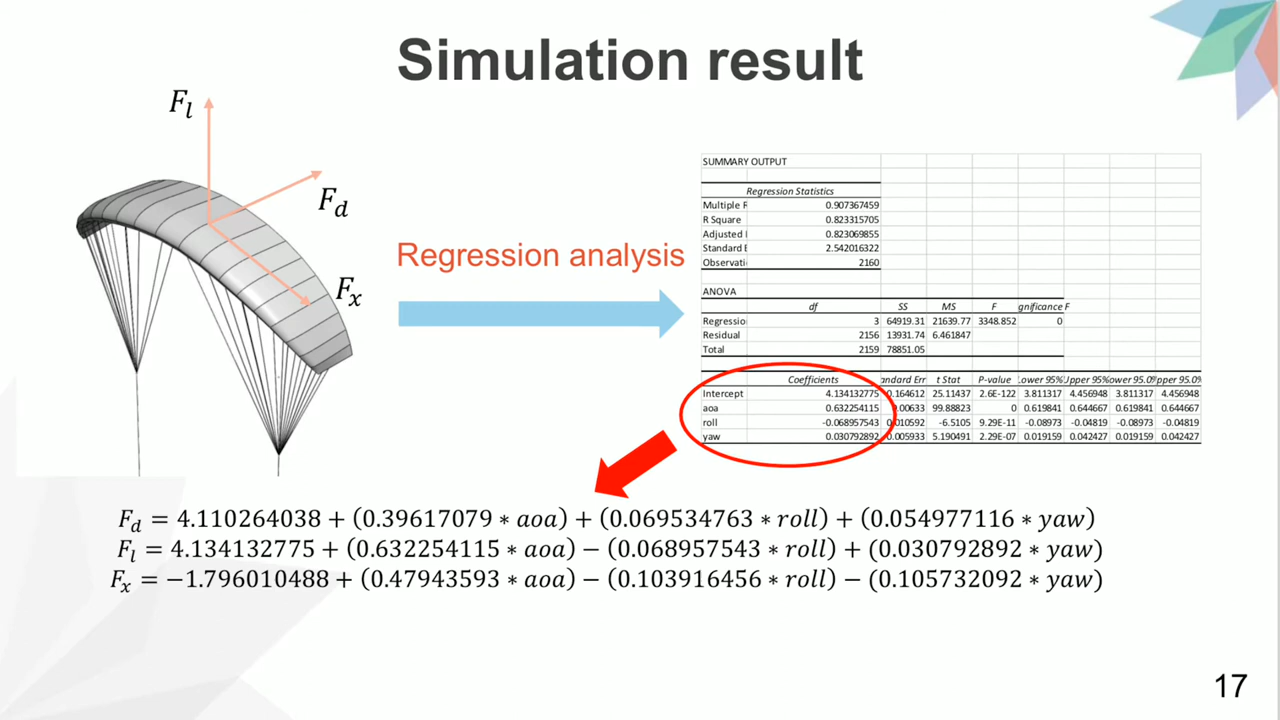 Simulation result
F_l
F_d
F_x
Regression analysis
SUMMARY OUTPUT
Regression Statistics
Multiple R 0.907367459
R Square 0.823315705
Adjusted 0.823069855
Standard E 2.542016322
Observati 2160
ANOVA
df SS MS F gnificance F
Regressio 3 64919.31 21639.77 3348.852 0
Residual 2156 13931.74 6.461847
Total 2159 78851.05
Coefficients andard Err t Stat P-value Lower 95% Upper 95% ower 95.0% pper 95.0%
Intercept 4.134132775 0.164612 25.11437 2.6E-122 3.811317 4.456948 3.811317 4.456948
aoa 0.632254115 0.00633 99.88823 0 0.619841 0.644667 0.619841 0.644667
roll -0.068957543 0.010592 -6.5105 9.29E-11 -0.08973 -0.04819 -0.08973 -0.04819
yaw 0.030792892 0.005933 5.190491 2.29E-07 0.019159 0.042427 0.019159 0.042427
F_d = 4.110264038 + (0.39617079 ∗ aoa) + (0.069534763 ∗ roll) + (0.054977116 ∗ yaw)
F_l = 4.134132775 + (0.632254115 ∗ aoa) − (0.068957543 ∗ roll) + (0.030792892 ∗ yaw)
F_x = −1.796010488 + (0.47943593 ∗ aoa) − (0.103916456 ∗ roll) − (0.105732092 ∗ yaw)
17